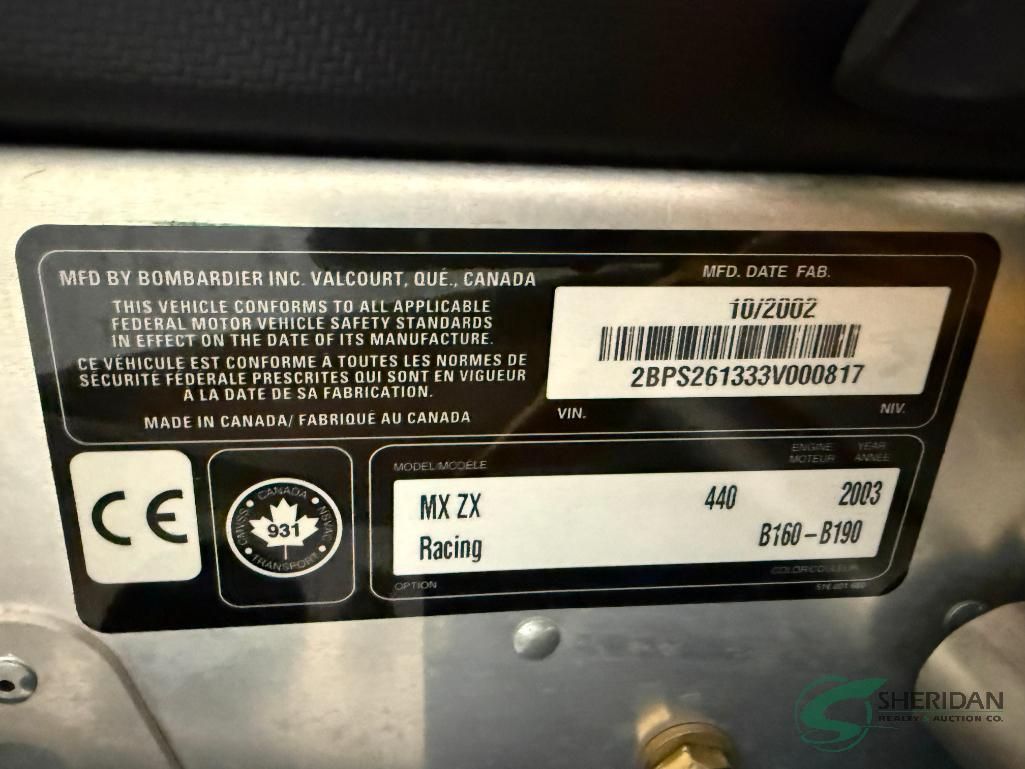 MFD BY BOMBARDIER INC. VALCOURT, QUÉ., CANADA
THIS VEHICLE CONFORMS TO ALL APPLICABLE
FEDERAL MOTOR VEHICLE SAFETY STANDARDS
IN EFFECT ON THE DATE OF ITS MANUFACTURE.
CE VÉHICULE EST CONFORME À TOUTES LES NORMES DE
SÉCURITÉ FÉDÉRALE PRESCRITES QUI SONT EN VIGUEUR
À LA DATE DE SA FABRICATION.
MADE IN CANADA/ FABRIQUÉ AU CANADA
MFD. DATE FAB.
10/2002
2BPS261333V000817
VIN. NIV.
CE
CANADA
CMVSS NSVAC
931
TRANSPORT
MODEL/MODÈLE ENGINE MOTEUR YEAR ANNÉE
MX ZX 440 2003
Racing B160-B190
OPTION COLOR/COULEUR
SHERIDAN
REALTY & AUCTION CO.